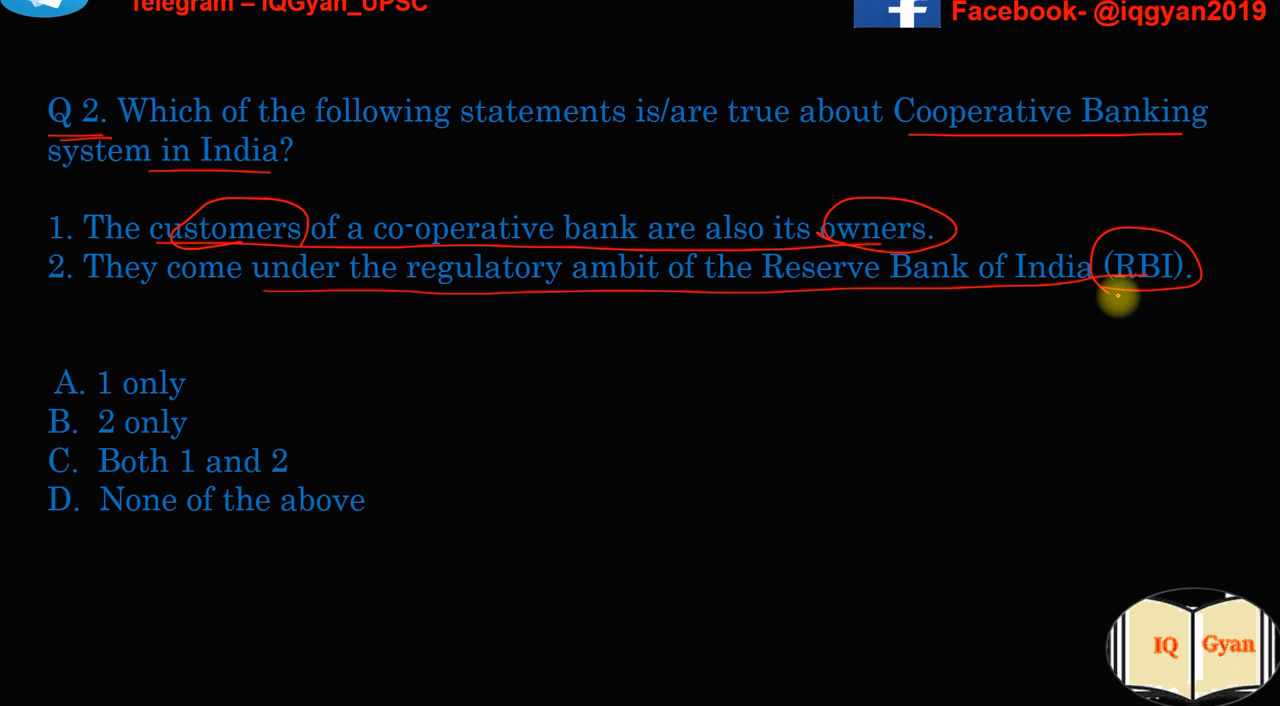 Telegram – IQGyan_UPSC
Facebook- @iqgyan2019
Q 2. Which of the following statements is/are true about Cooperative Banking
system in India?
1. The customers of a co-operative bank are also its owners.
2. They come under the regulatory ambit of the Reserve Bank of India (RBI).
A. 1 only
B. 2 only
C. Both 1 and 2
D. None of the above
IQ Gyan